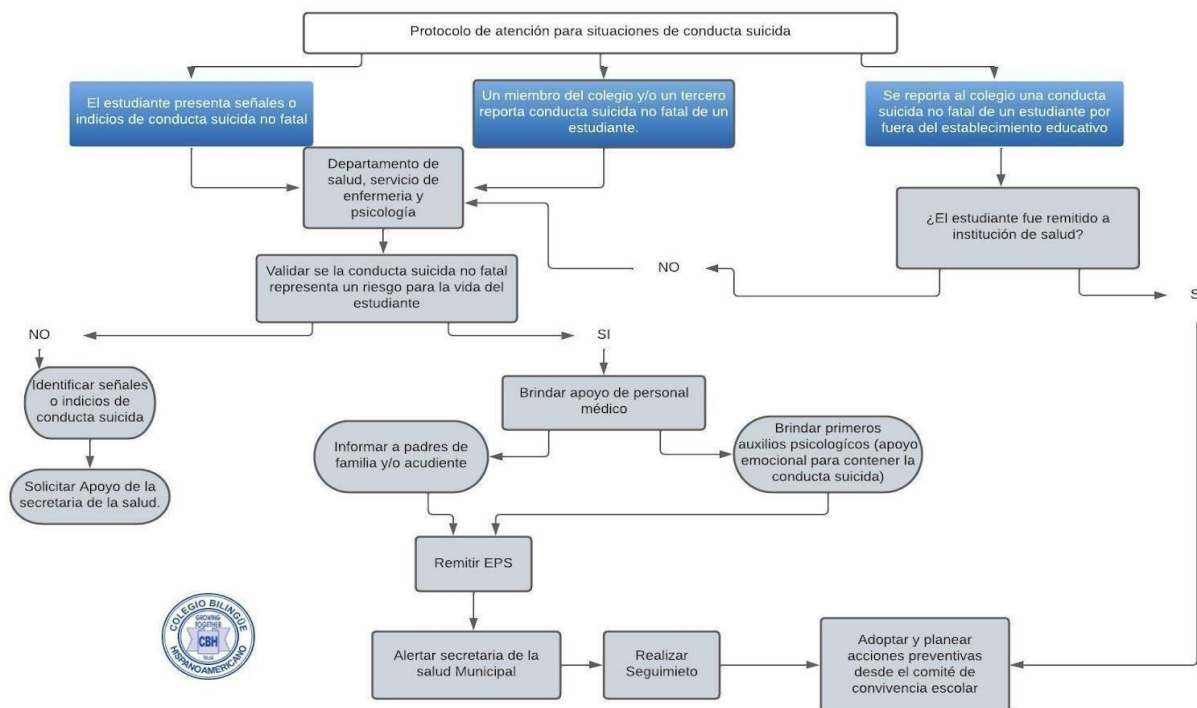 Protocolo de atención para situaciones de conducta suicida
El estudiante presenta señales o
indicios de conducta suicida no fatal
Un miembro del colegio y/o un tercero
reporta conducta suicida no fatal de un
estudiante.
Se reporta al colegio una conducta
suicida no fatal de un estudiante por
fuera del establecimiento educativo
Departamento de
salud, servicio de
enfermeria y
psicología
¿El estudiante fue remitido a
institución de salud?
NO
S
Validar se la conducta suicida no fatal
representa un riesgo para la vida del
estudiante
NO
SI
Identificar señales
o indicios de
conducta suicida
Brindar apoyo de personal
médico
Informar a padres de
familia y/o acudiente
Brindar primeros
auxilios psicologícos (apoyo
emocional para contener la
conducta suicida)
Solicitar Apoyo de la
secretaria de la salud.
Remitir EPS
COLEGIO BILINGÜE
GROWING
TOGETHER
CBH
HISPANOAMERICANO
Alertar secretaria de la
salud Municipal
Realizar
Seguimieto
Adoptar y planear
acciones preventivas
desde el comité de
convivencia escolar